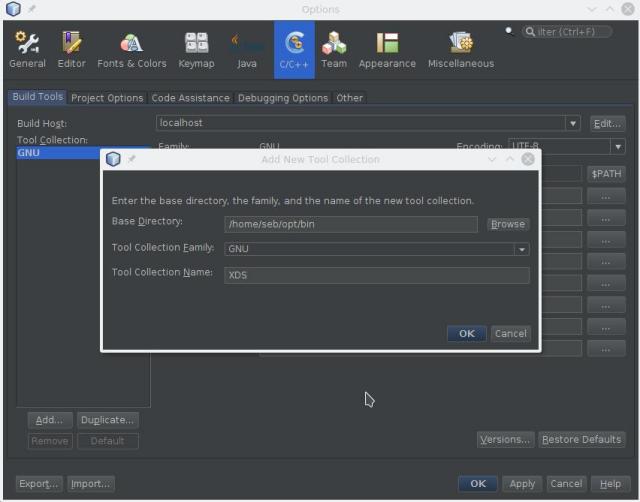 Options
ilter (Ctrl+F)
General Editor Fonts & Colors Keymap Java C/C++ Team Appearance Miscellaneous
Build Tools Project Options Code Assistance Debugging Options Other
Build Host: localhost Edit...
Tool Collection:
GNU Family: GNU Encoding: UTF-8
Add New Tool Collection
$PATH
Enter the base directory, the family, and the name of the new tool collection.
...
Base Directory: /home/seb/opt/bin Browse
...
...
Tool Collection Family: GNU
...
Tool Collection Name: XDS
...
...
...
OK Cancel
...
Add... Duplicate...
Remove Default
Versions... Restore Defaults
Export... Import...
OK Apply Cancel Help